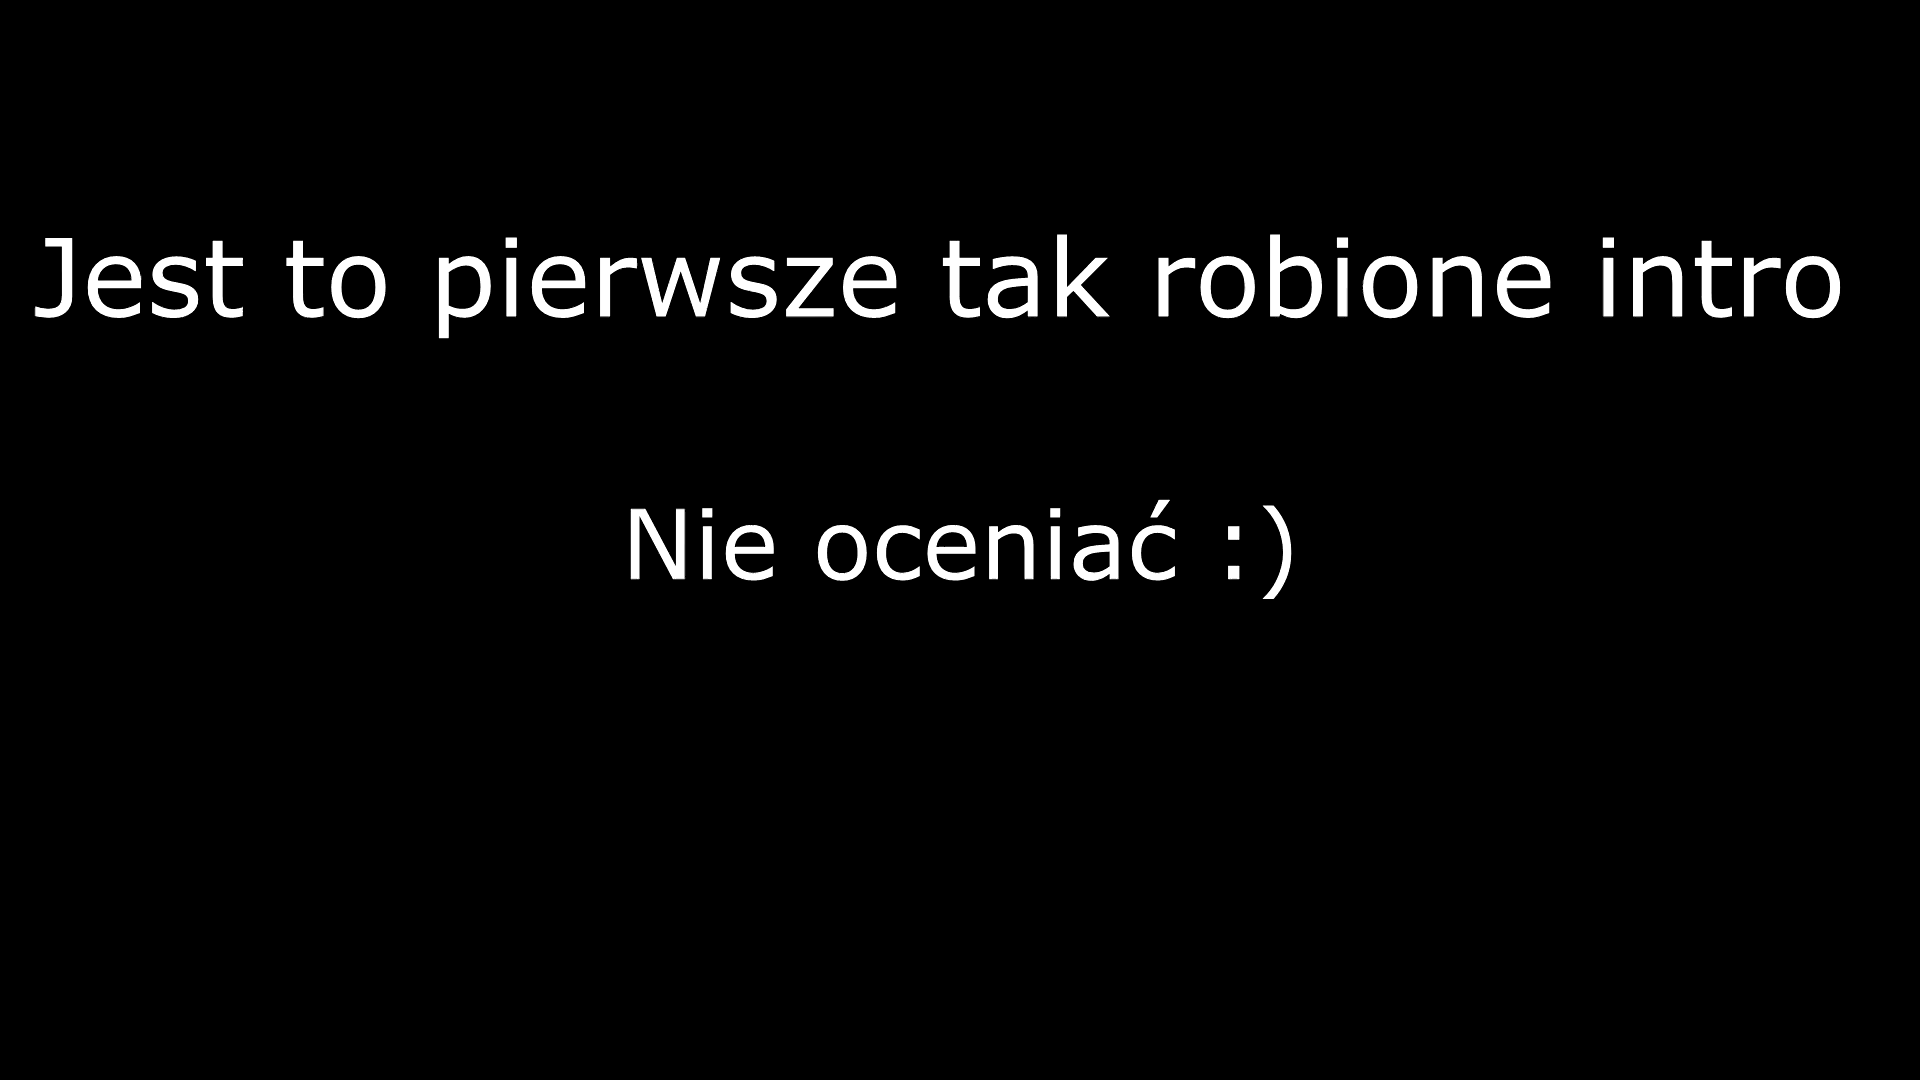 Jest to pierwsze tak robione intro
Nie oceniać :)